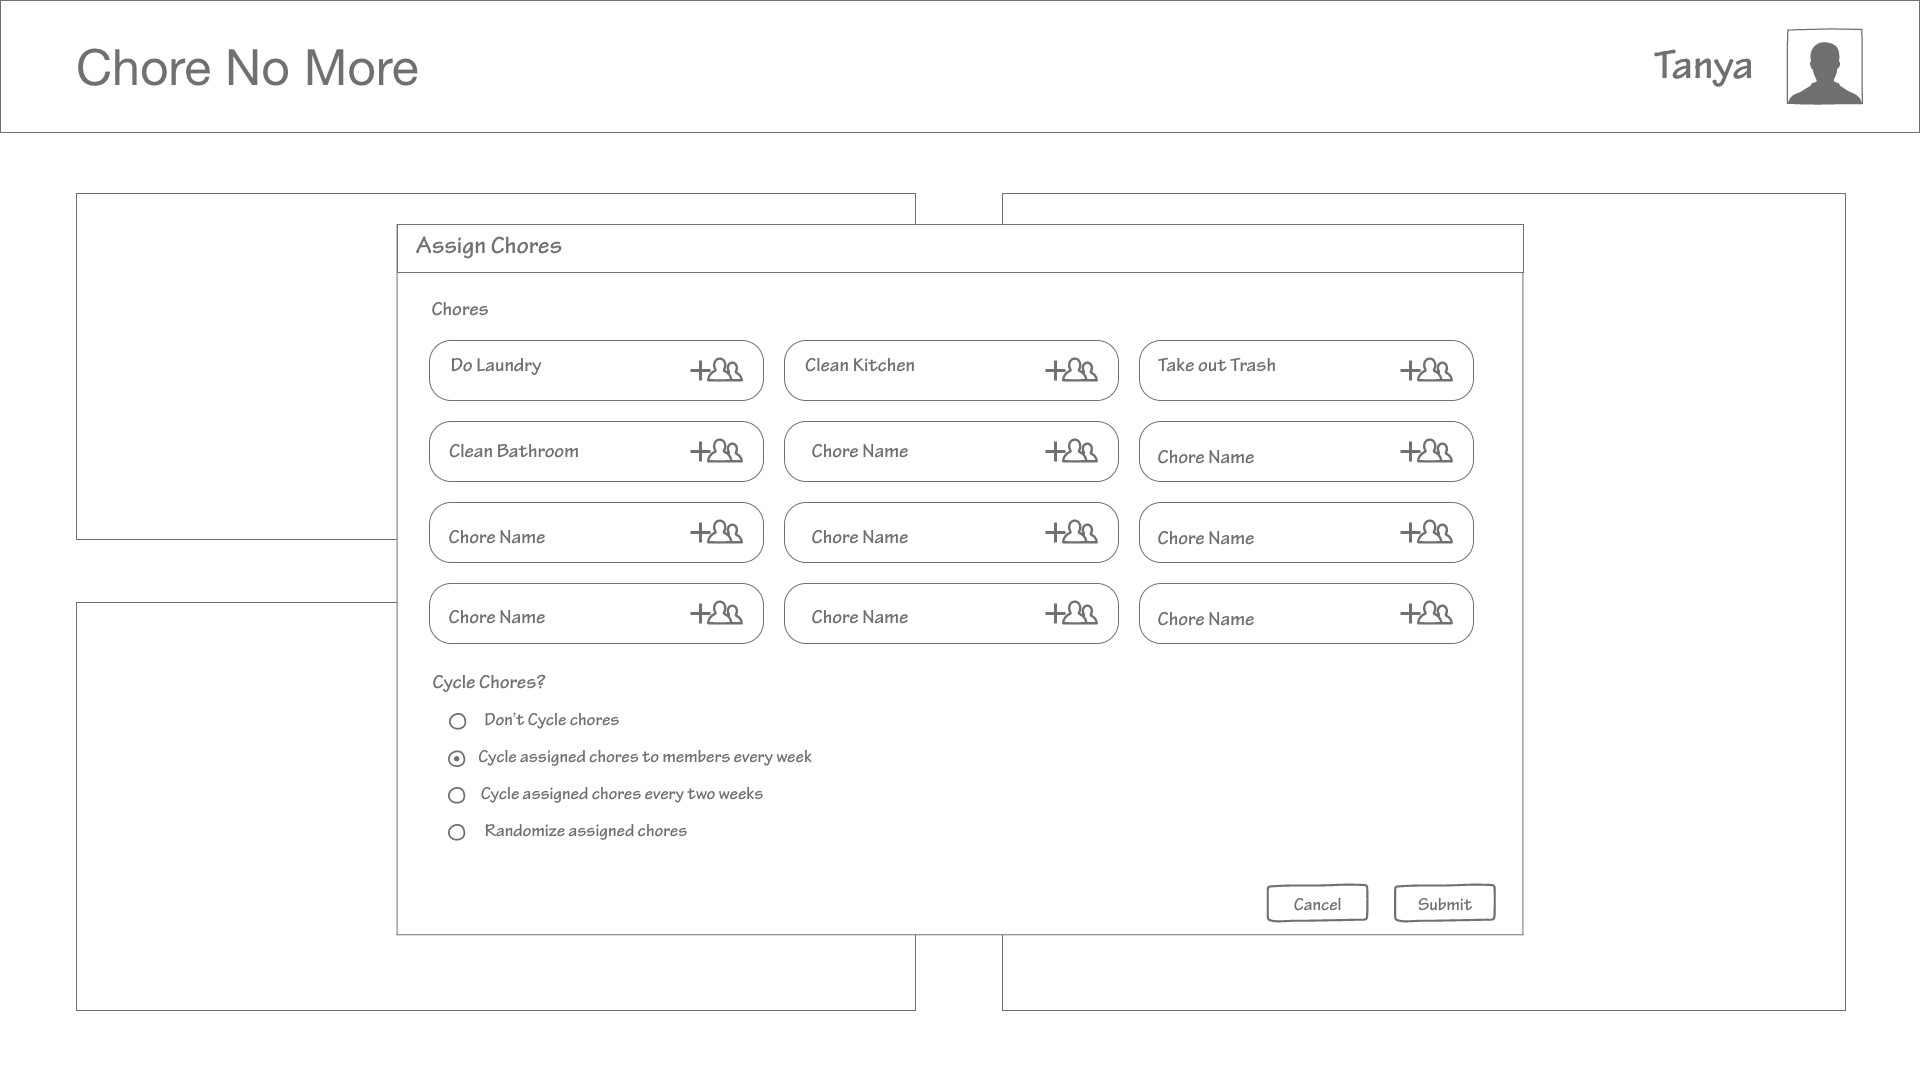 Chore No More
Tanya
Assign Chores
Chores
Do Laundry
Clean Kitchen
Take out Trash
Clean Bathroom
Chore Name
Chore Name
Chore Name
Chore Name
Chore Name
Chore Name
Chore Name
Chore Name
Cycle Chores?
Don't Cycle chores
Cycle assigned chores to members every week
Cycle assigned chores every two weeks
Randomize assigned chores
Cancel
Submit